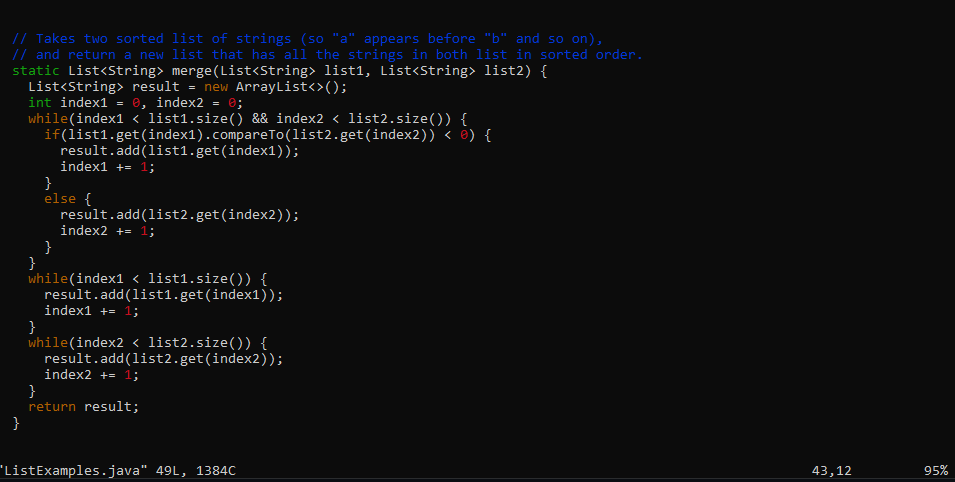 // Takes two sorted list of strings (so "a" appears before "b" and so on),
// and return a new list that has all the strings in both list in sorted order.
static List<String> merge(List<String> list1, List<String> list2) {
  List<String> result = new ArrayList<>();
  int index1 = 0, index2 = 0;
  while(index1 < list1.size() && index2 < list2.size()) {
    if(list1.get(index1).compareTo(list2.get(index2)) < 0) {
      result.add(list1.get(index1));
      index1 += 1;
    }
    else {
      result.add(list2.get(index2));
      index2 += 1;
    }
  }
  while(index1 < list1.size()) {
    result.add(list1.get(index1));
    index1 += 1;
  }
  while(index2 < list2.size()) {
    result.add(list2.get(index2));
    index2 += 1;
  }
  return result;
}
"ListExamples.java" 49L, 1384C 43,12 95%